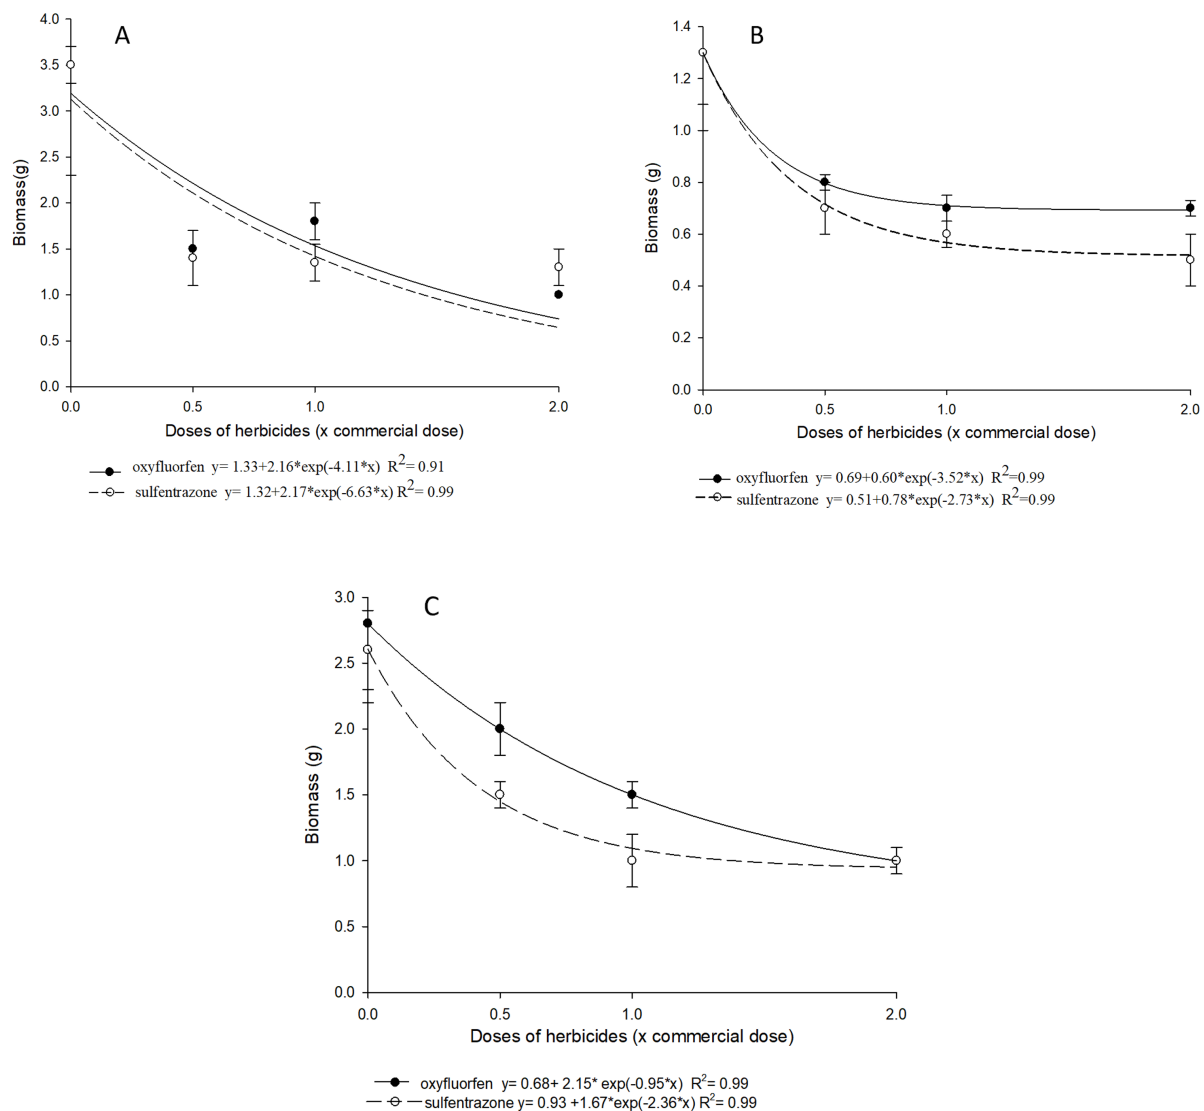 A
Biomass(g)
4.0
3.5
3.0
2.5
2.0
1.5
1.0
0.5
0.0
0.0 0.5 1.0 2.0
Doses of herbicides (x commercial dose)
oxyfluorfen y= 1.33+2.16*exp(-4.11*x) R²= 0.91
sulfentrazone y= 1.32+2.17*exp(-6.63*x) R²= 0.99
B
Biomass (g)
1.4
1.2
1.0
0.8
0.6
0.4
0.2
0.0
0.0 0.5 1.0 2.0
Doses of herbicides (x commercial dose)
oxyfluorfen y= 0.69+0.60*exp(-3.52*x) R²=0.99
sulfentrazone y= 0.51+0.78*exp(-2.73*x) R²=0.99
C
Biomass (g)
3.0
2.5
2.0
1.5
1.0
0.5
0.0
0.0 0.5 1.0 2.0
Doses of herbicides (x commercial dose)
oxyfluorfen y= 0.68+ 2.15* exp(-0.95*x) R²= 0.99
sulfentrazone y= 0.93 +1.67*exp(-2.36*x) R²= 0.99